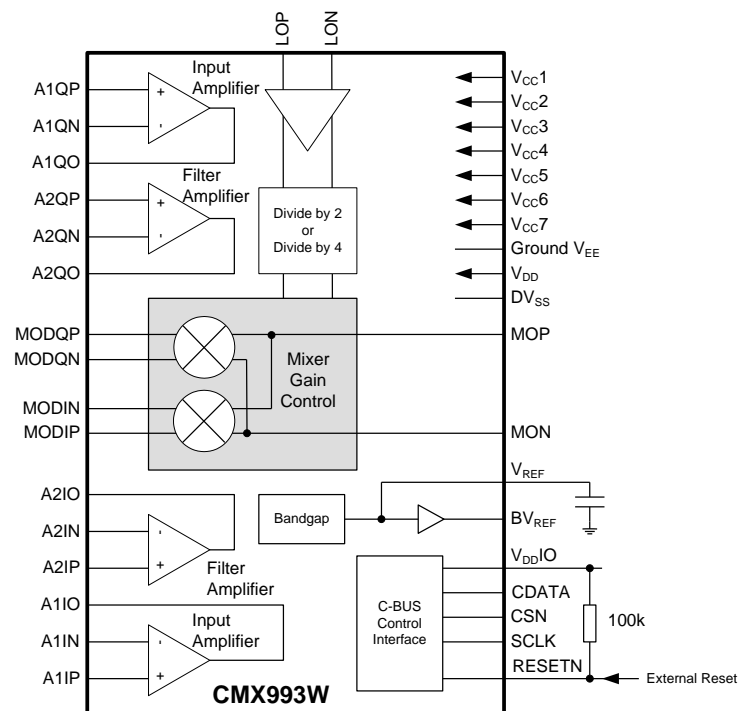 LOP
LON
A1QP
A1QN
A1QO
A2QP
A2QN
A2QO
MODQP
MODQN
MODIN
MODIP
A2IO
A2IN
A2IP
A1IO
A1IN
A1IP
Input
Amplifier
+
-
Filter
Amplifier
+
-
Divide by 2
or
Divide by 4
Mixer
Gain
Control
Bandgap
-
+
Filter
Amplifier
Input
Amplifier
-
+
C-BUS
Control
Interface
CMX993W
VCC1
VCC2
VCC3
VCC4
VCC5
VCC6
VCC7
Ground VEE
VDD
DVSS
MOP
MON
VREF
BVREF
VDDIO
CDATA
CSN
SCLK
RESETN
100k
External Reset